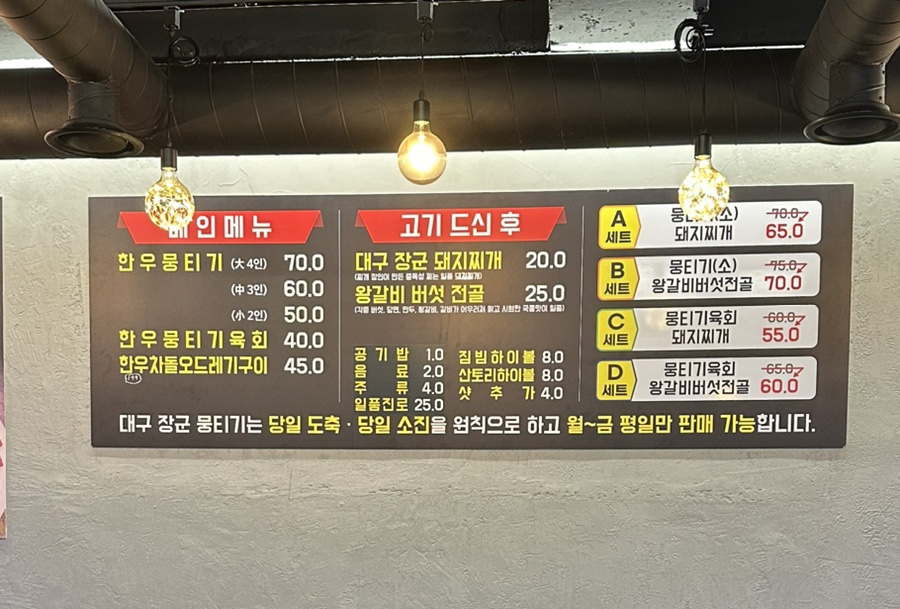 메인메뉴
한우뭉티기 (大 4인) 70.0
(中 3인) 60.0
(小 2인) 50.0
한우뭉티기육회 40.0
한우차돌오드레기구이 45.0
고기 드신 후
대구 장군 돼지찌개 20.0
왕갈비 버섯 전골 25.0
공기밥 1.0
음료 2.0
주류 4.0
일품진로 25.0
짐빔하이볼 8.0
산토리하이볼 8.0
샷추가 4.0
A 세트
(소) 70.0
돼지찌개 65.0
B 세트
뭉티기(소) 75.0
왕갈비버섯전골 70.0
C 세트
뭉티기육회 60.0
돼지찌개 55.0
D 세트
뭉티기육회 65.0
왕갈비버섯전골 60.0
대구 장군 뭉티기는 당일 도축 · 당일 소진을 원칙으로 하고 월~금 평일만 판매 가능합니다.